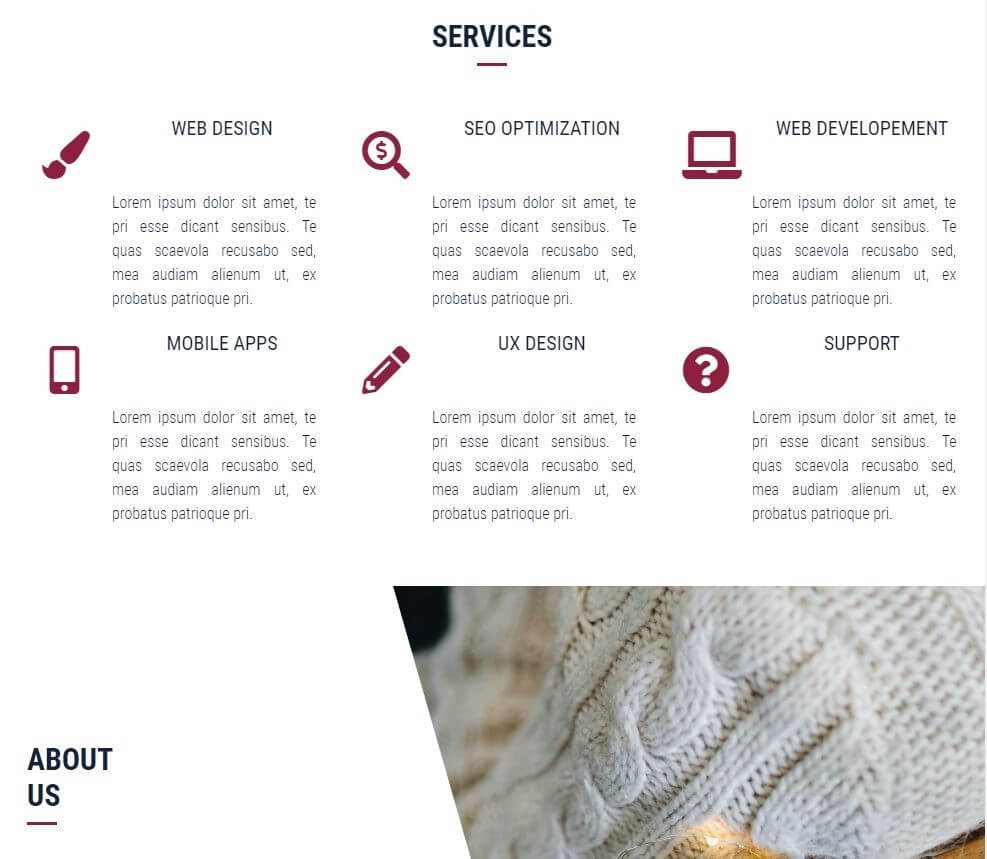 SERVICES
WEB DESIGN
Lorem ipsum dolor sit amet, te
pri esse dicant sensibus. Te
quas scaevola recusabo sed,
mea audiam alienum ut, ex
probatus patrioque pri.
SEO OPTIMIZATION
Lorem ipsum dolor sit amet, te
pri esse dicant sensibus. Te
quas scaevola recusabo sed,
mea audiam alienum ut, ex
probatus patrioque pri.
WEB DEVELOPEMENT
Lorem ipsum dolor sit amet, te
pri esse dicant sensibus. Te
quas scaevola recusabo sed,
mea audiam alienum ut, ex
probatus patrioque pri.
MOBILE APPS
Lorem ipsum dolor sit amet, te
pri esse dicant sensibus. Te
quas scaevola recusabo sed,
mea audiam alienum ut, ex
probatus patrioque pri.
UX DESIGN
Lorem ipsum dolor sit amet, te
pri esse dicant sensibus. Te
quas scaevola recusabo sed,
mea audiam alienum ut, ex
probatus patrioque pri.
SUPPORT
Lorem ipsum dolor sit amet, te
pri esse dicant sensibus. Te
quas scaevola recusabo sed,
mea audiam alienum ut, ex
probatus patrioque pri.
ABOUT
US